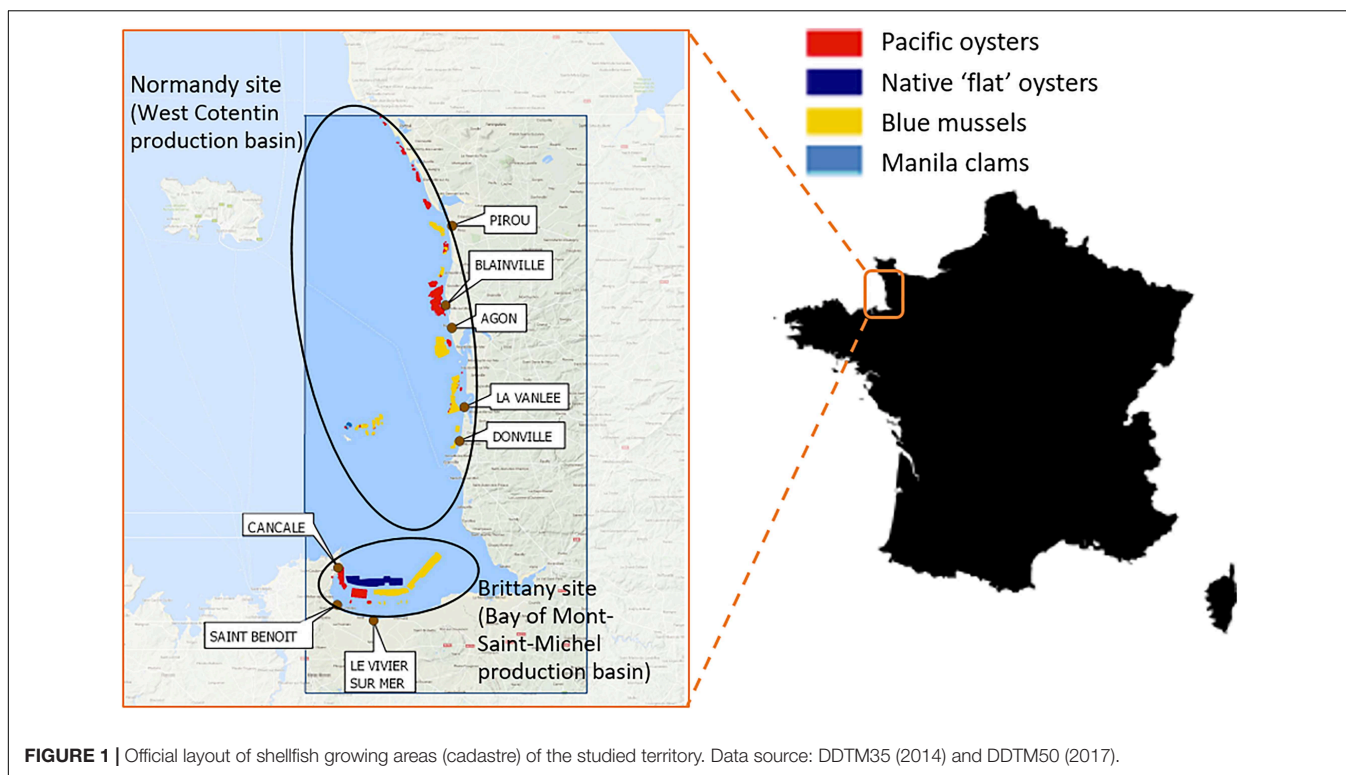 Normandy site
(West Cotentin
production basin)
PIROU
BLAINVILLE
AGON
LA VANLEE
DONVILLE
CANCALE
SAINT BENOIT
LE VIVIER
SUR MER
Brittany site
(Bay of Mont-
Saint-Michel
production basin)
Pacific oysters
Native ‘flat’ oysters
Blue mussels
Manila clams
FIGURE 1 | Official layout of shellfish growing areas (cadastre) of the studied territory. Data source: DDTM35 (2014) and DDTM50 (2017).